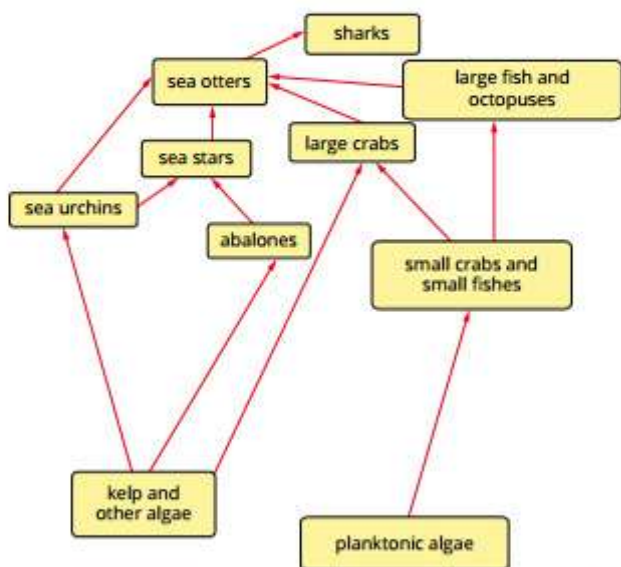 sharks
sea otters
large fish and
octopuses
large crabs
sea stars
sea urchins
abalones
small crabs and
small fishes
kelp and
other algae
planktonic algae